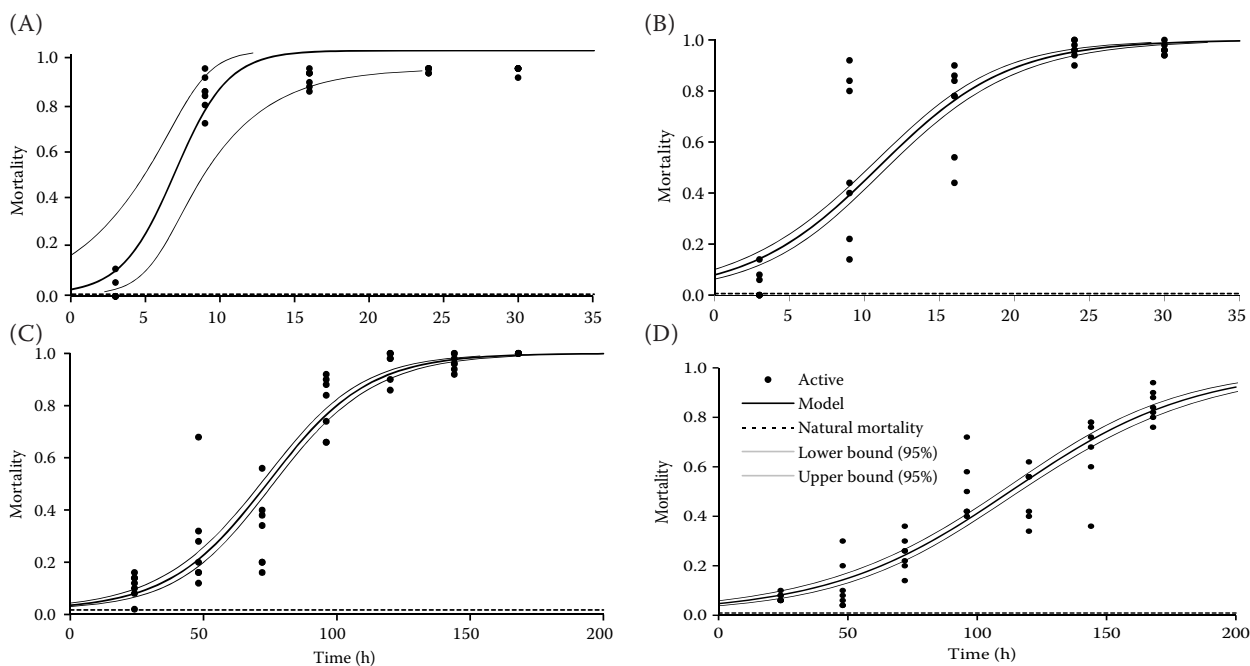 (A)
Mortality
1.0
0.8
0.6
0.4
0.2
0.0
0 5 10 15 20 25 30 35
(B)
Mortality
1.0
0.8
0.6
0.4
0.2
0.0
0 5 10 15 20 25 30 35
(C)
Mortality
1.0
0.8
0.6
0.4
0.2
0.0
0 50 100 150 200
Time (h)
(D)
Mortality
1.0
0.8
0.6
0.4
0.2
0.0
Active
Model
Natural mortality
Lower bound (95%)
Upper bound (95%)
0 50 100 150 200
Time (h)